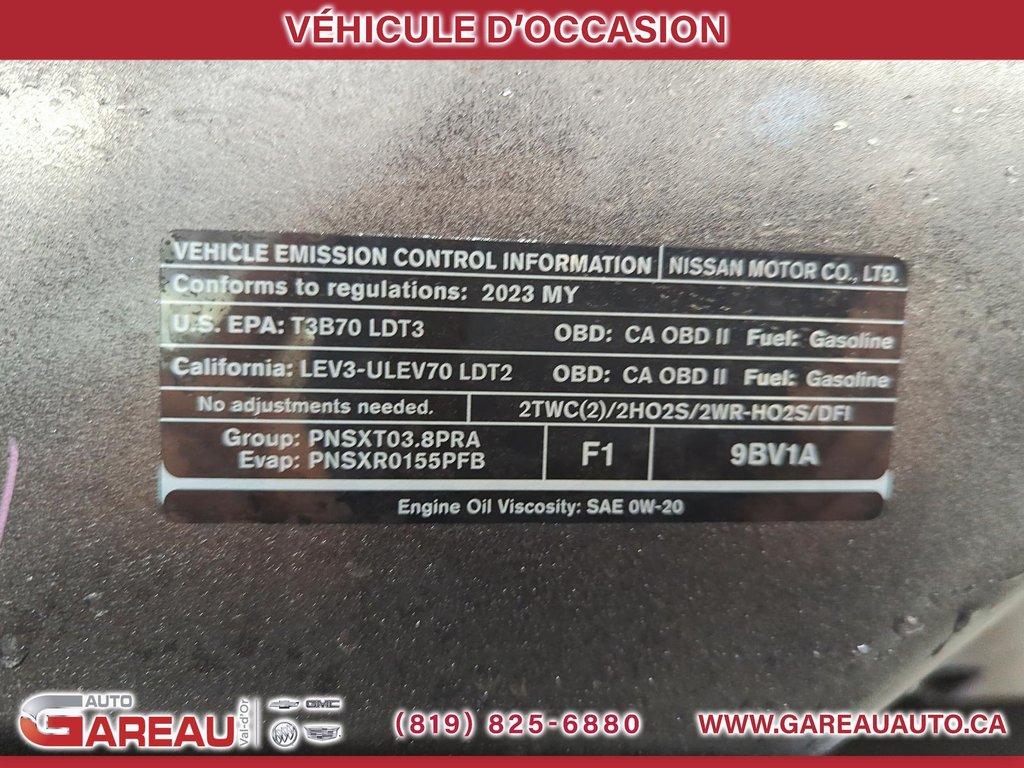 VÉHICULE D'OCCASION
VEHICLE EMISSION CONTROL INFORMATION NISSAN MOTOR CO., LTD.
Conforms to regulations: 2023 MY
U.S. EPA: T3B70 LDT3 OBD: CA OBD II Fuel: Gasoline
California: LEV3-ULEV70 LDT2 OBD: CA OBD II Fuel: Gasoline
No adjustments needed. 2TWC(2)/2HO2S/2WR-HO2S/DFI
Group: PNSXT03.8PRA
Evap: PNSXR0155PFB
F1
9BV1A
Engine Oil Viscosity: SAE 0W-20
AUTO
GAREAU
Val-d'Or
GMC
(819) 825-6880
WWW.GAREAUAUTO.CA